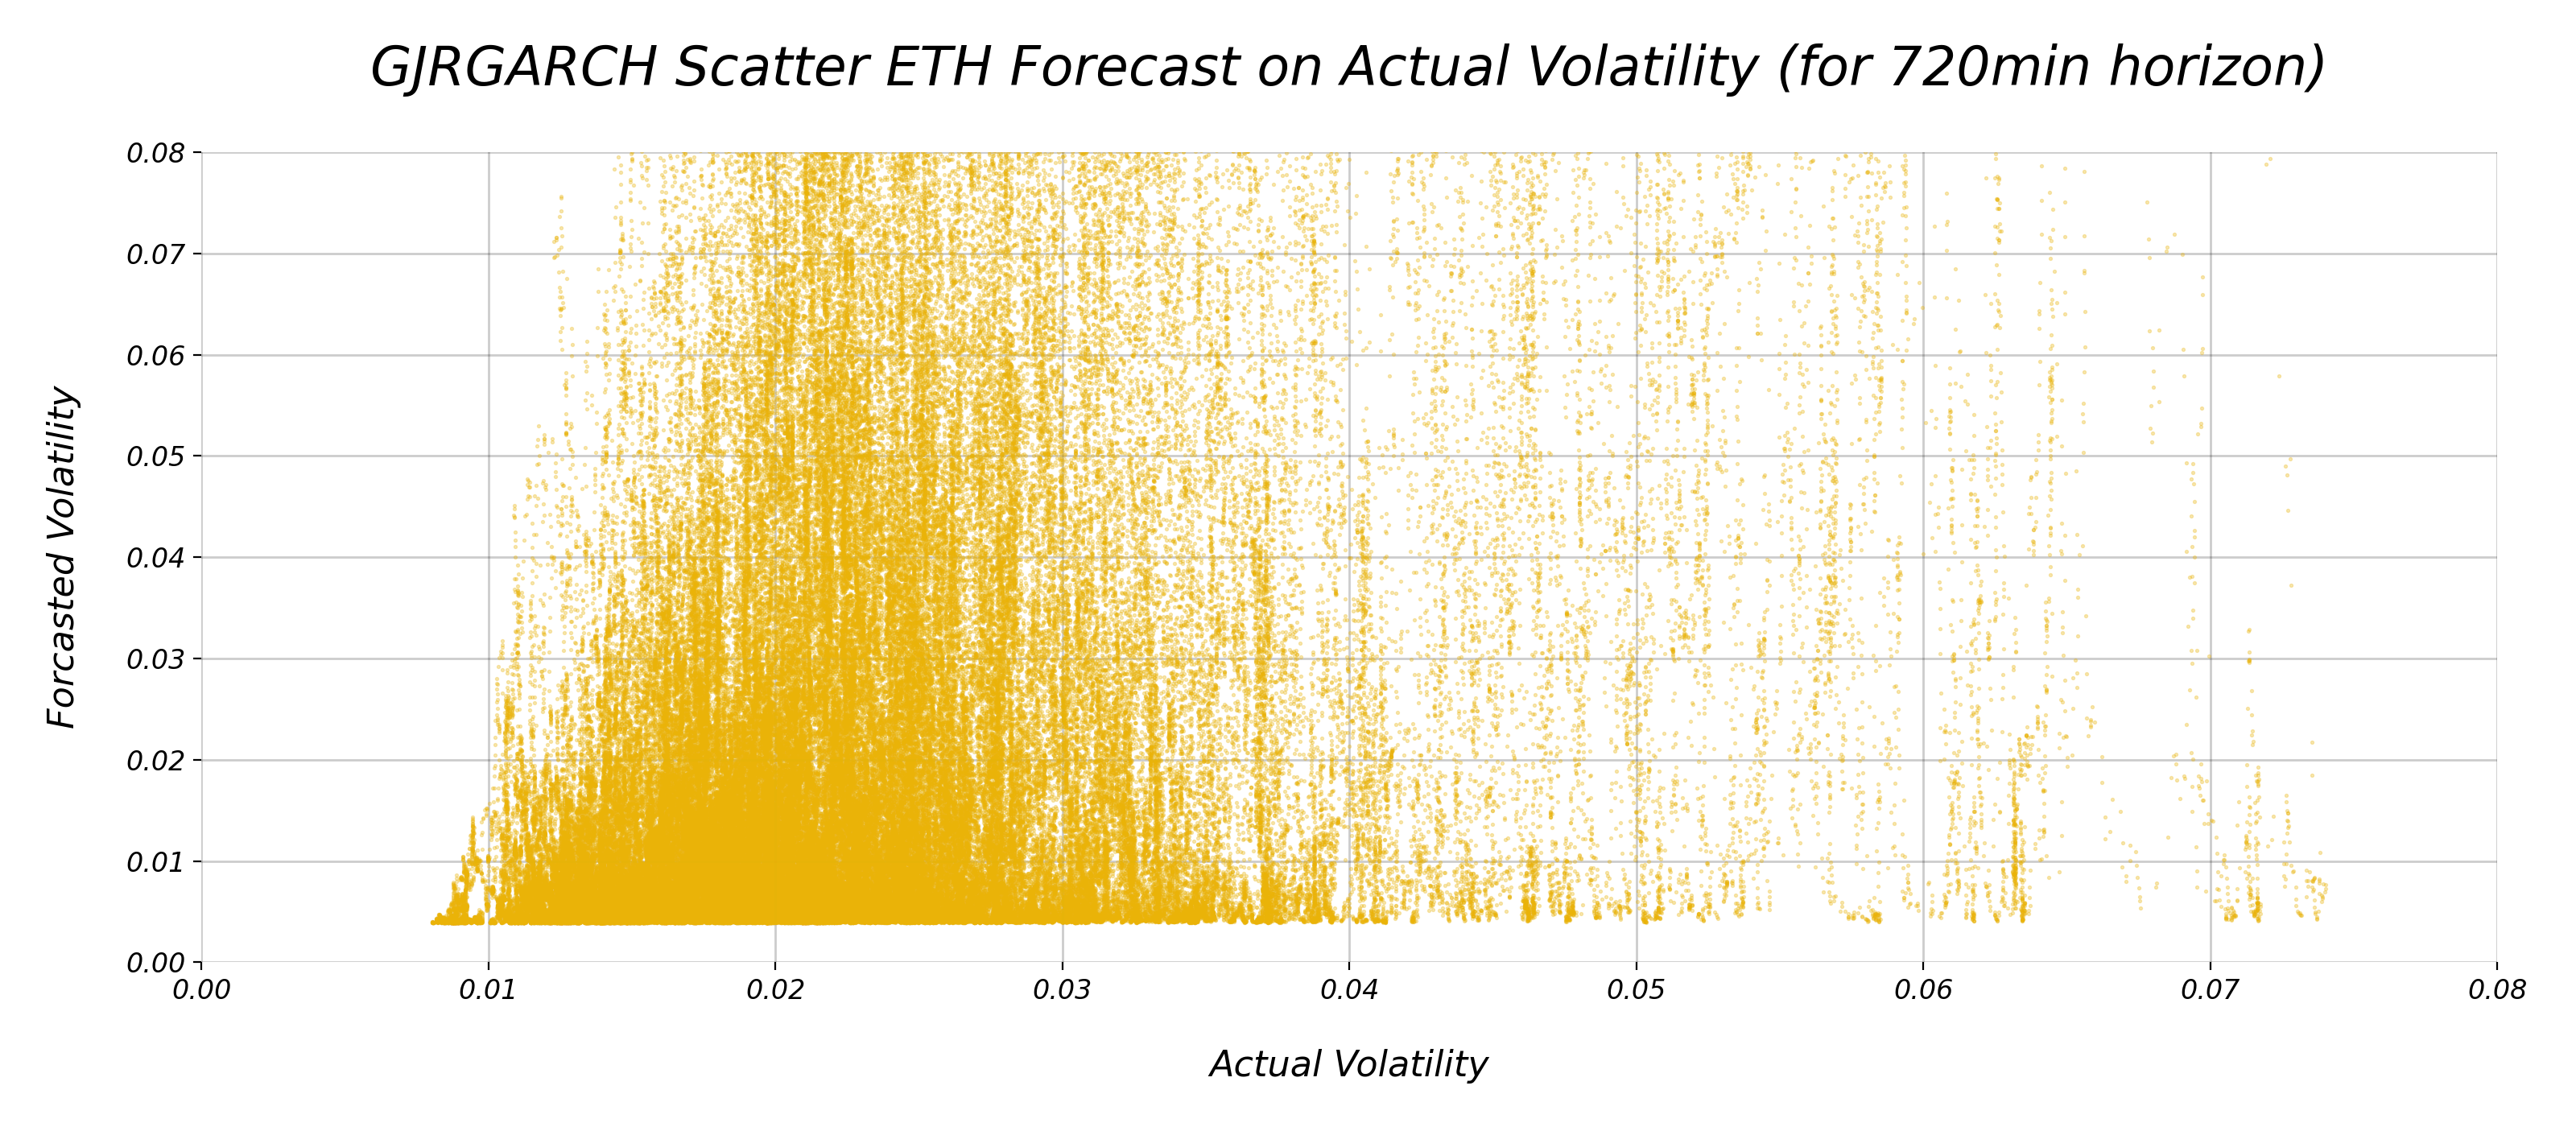 GJRGARCH Scatter ETH Forecast on Actual Volatility (for 720min horizon)
0.08
0.07
0.06
0.05
0.04
0.03
0.02
0.01
0.00
Forcasted Volatility
0.00 0.01 0.02 0.03 0.04 0.05 0.06 0.07 0.08
Actual Volatility